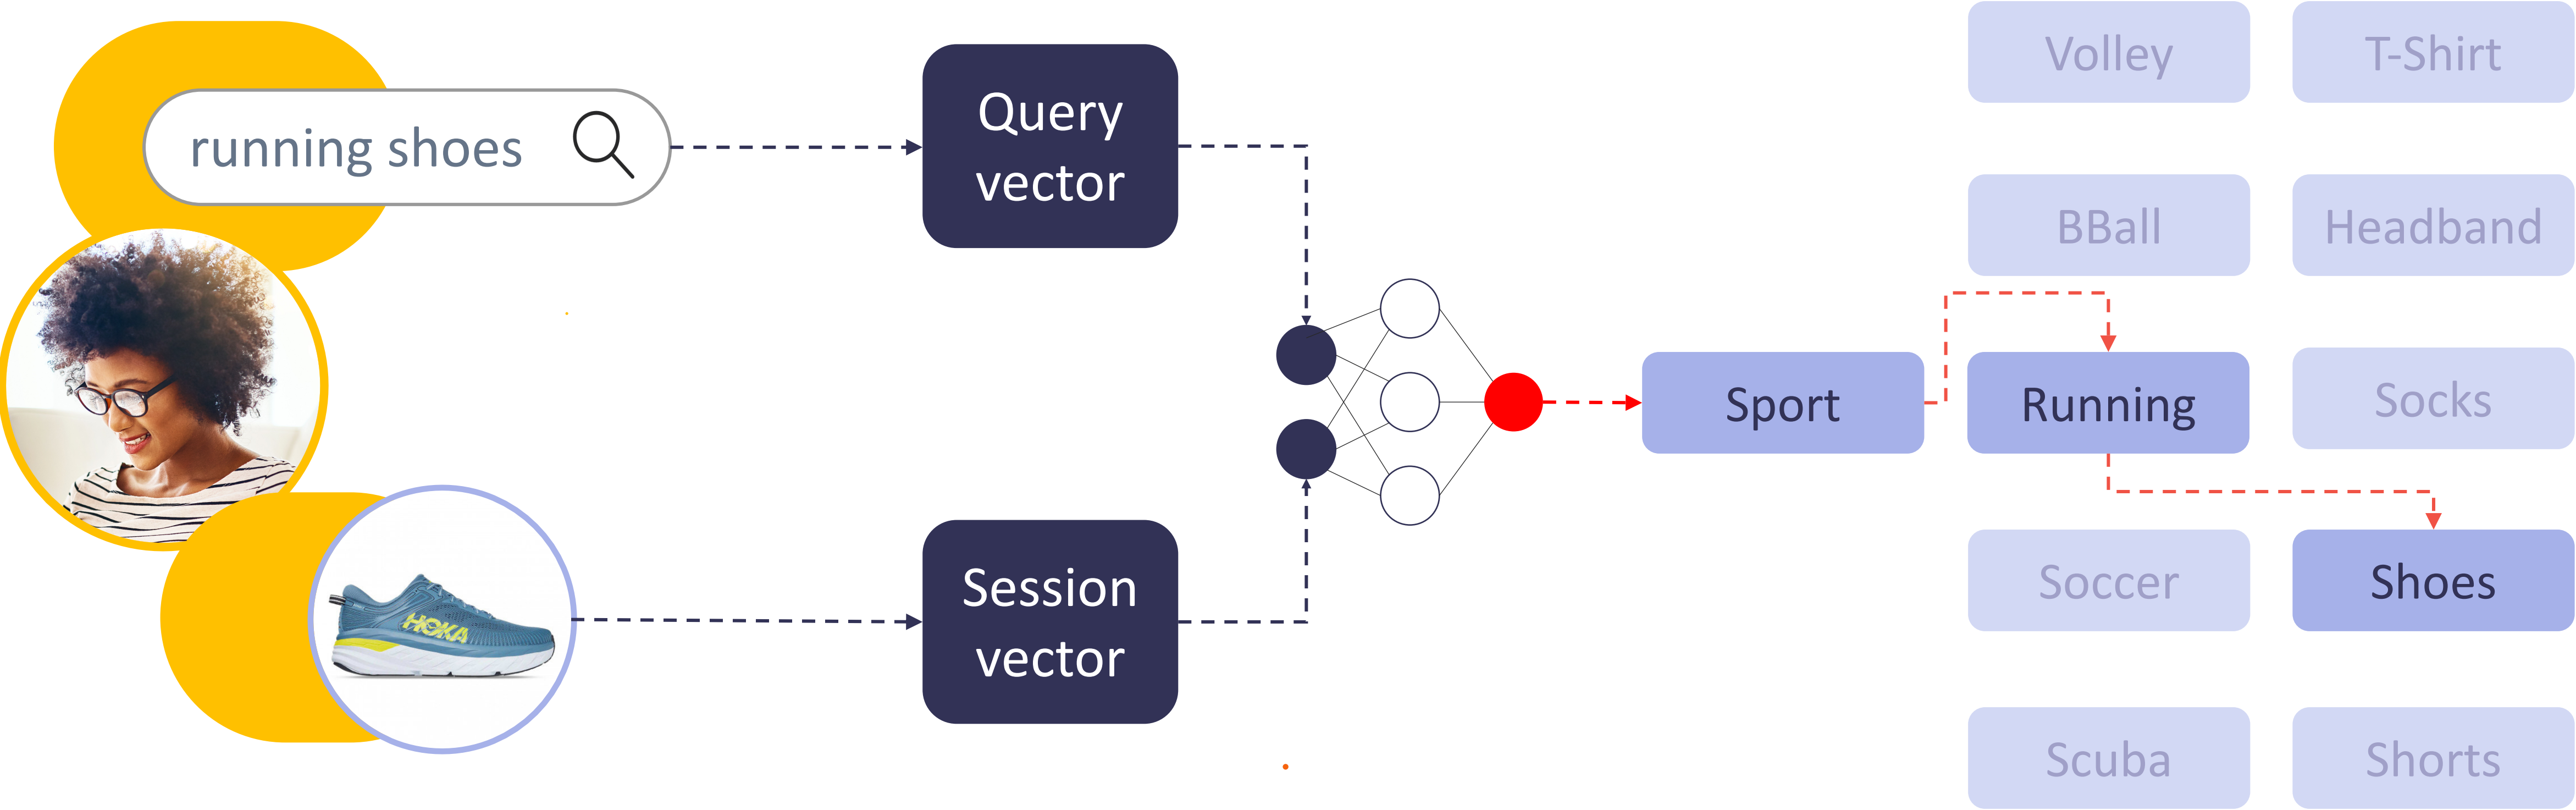 running shoes
Query
vector
HOKA
Session
vector
Sport
Volley
BBall
Running
Soccer
Scuba
T-Shirt
Headband
Socks
Shoes
Shorts